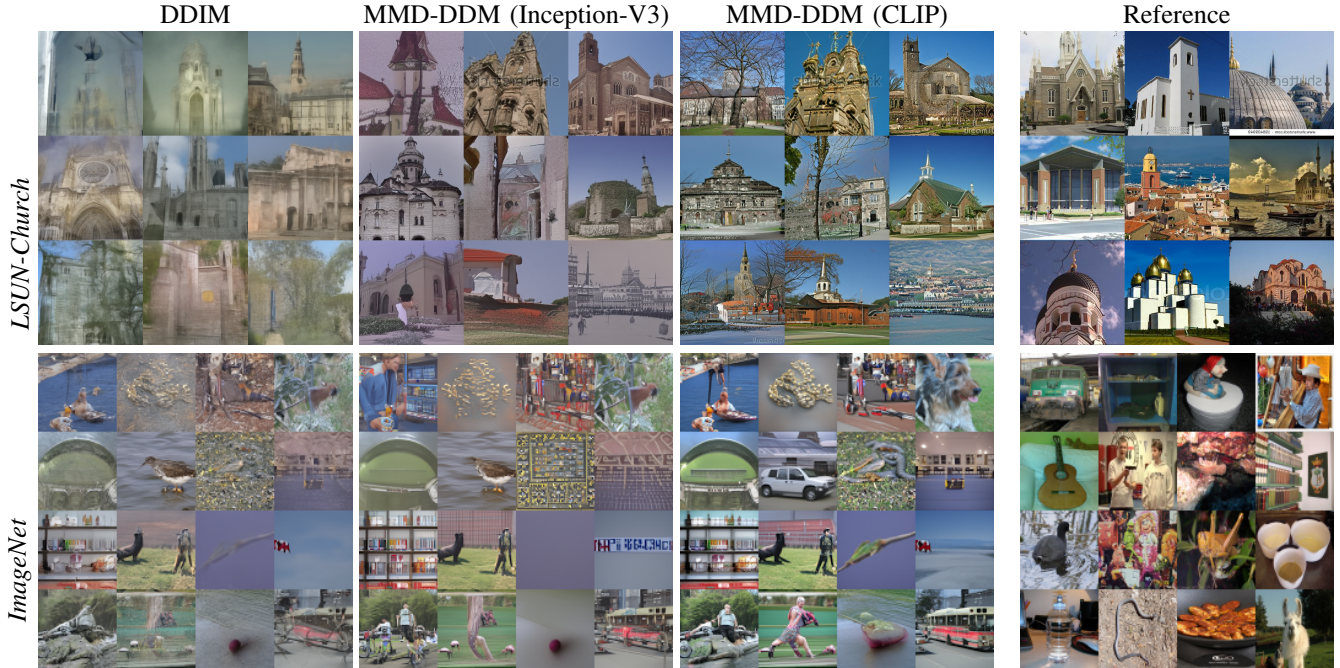 DDIM
MMD-DDM (Inception-V3)
MMD-DDM (CLIP)
Reference
LSUN-Church
ImageNet